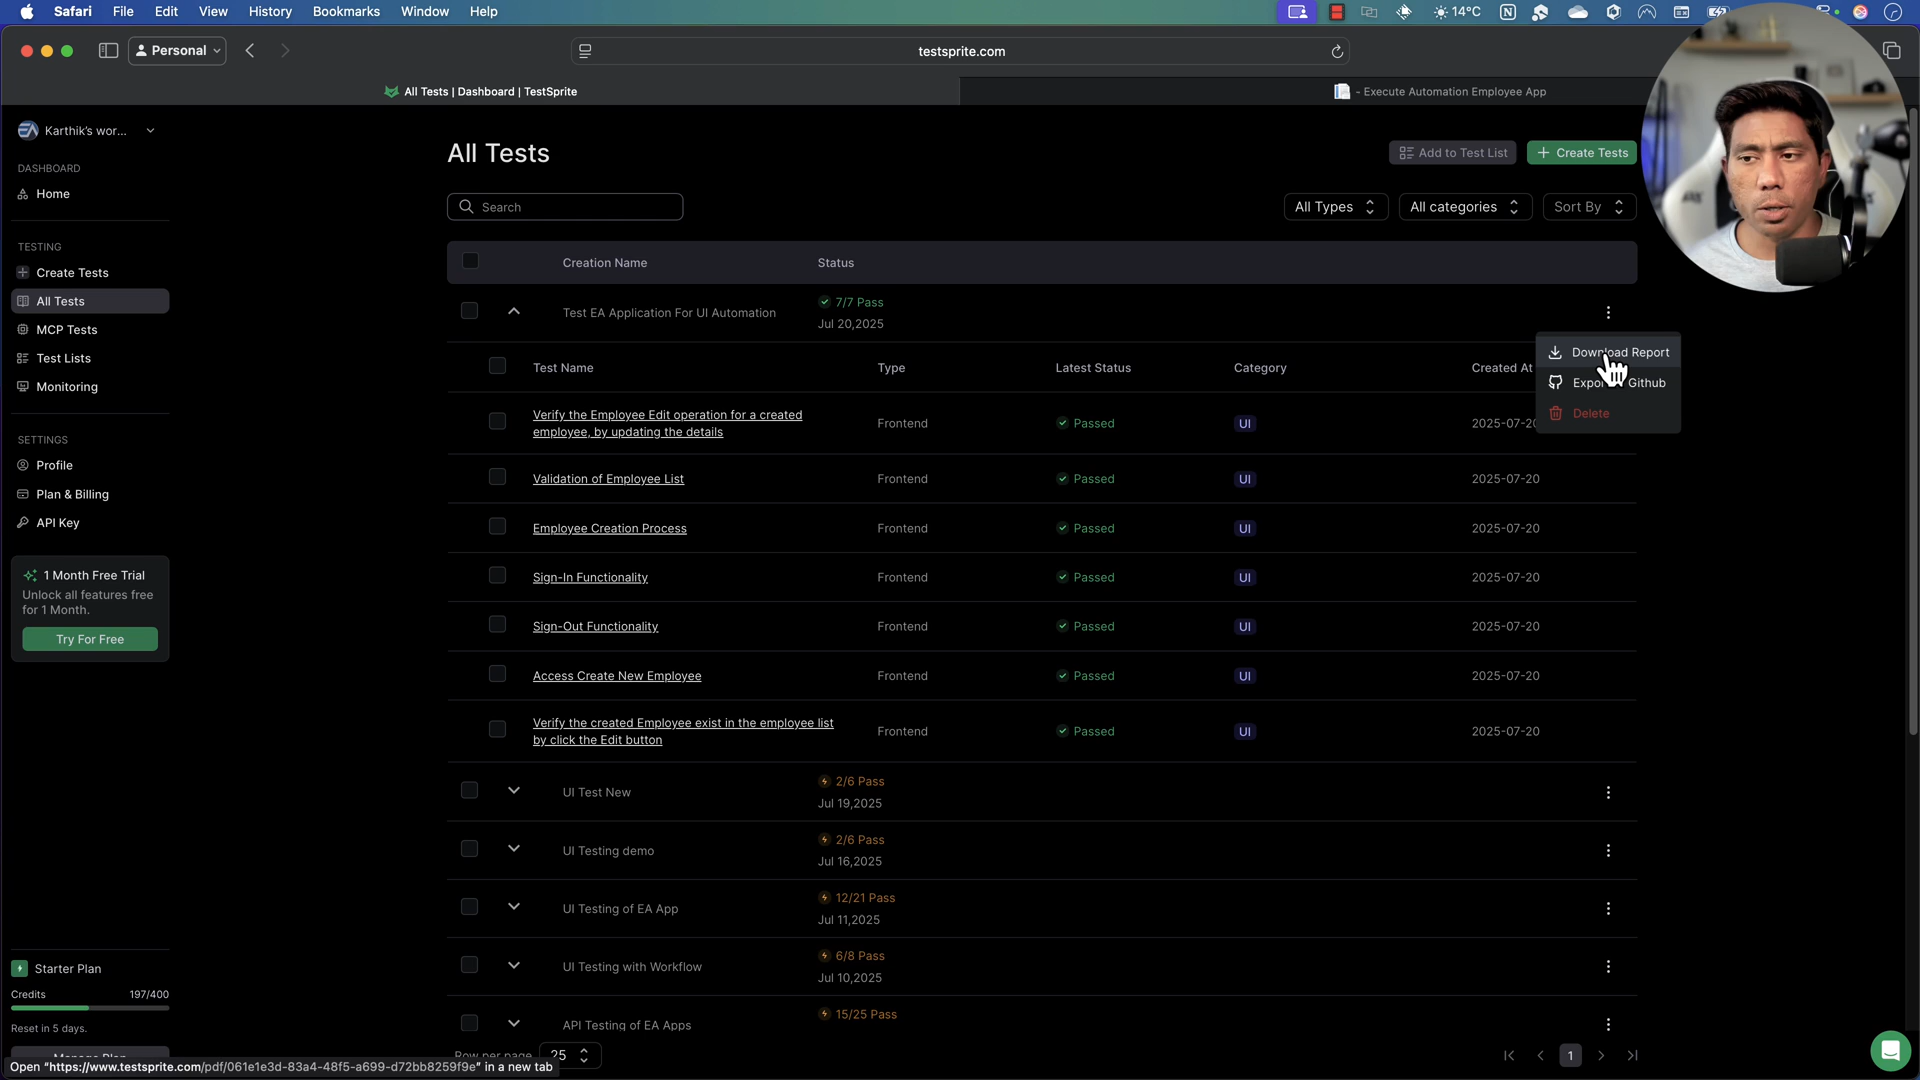 Safari File Edit View History Bookmarks Window Help 14°C
Personal testsprite.com
All Tests | Dashboard | TestSprite - Execute Automation Employee App
Karthik's wor...
DASHBOARD
Home
TESTING
Create Tests
All Tests
MCP Tests
Test Lists
Monitoring
SETTINGS
Profile
Plan & Billing
API Key
1 Month Free Trial
Unlock all features free
for 1 Month.
Try For Free
Starter Plan
Credits 197/400
Reset in 5 days.
All Tests Add to Test List Create Tests
Search All Types All categories Sort By
Creation Name Status
Test EA Application For UI Automation 7/7 Pass
Jul 20,2025
Download Report
Github
Delete
Test Name Type Latest Status Category Created At
Verify the Employee Edit operation for a created
employee, by updating the details Frontend Passed UI 2025-07-20
Validation of Employee List Frontend Passed UI 2025-07-20
Employee Creation Process Frontend Passed UI 2025-07-20
Sign-In Functionality Frontend Passed UI 2025-07-20
Sign-Out Functionality Frontend Passed UI 2025-07-20
Access Create New Employee Frontend Passed UI 2025-07-20
Verify the created Employee exist in the employee list
by click the Edit button Frontend Passed UI 2025-07-20
UI Test New 2/6 Pass
Jul 19,2025
UI Testing demo 2/6 Pass
Jul 16,2025
UI Testing of EA App 12/21 Pass
Jul 11,2025
UI Testing with Workflow 6/8 Pass
Jul 10,2025
API Testing of EA Apps 15/25 Pass
Row per page 25 1
Open "https://www.testsprite.com/pdf/061e1e3d-83a4-48f5-a699-d72bb8259f9e" in a new tab